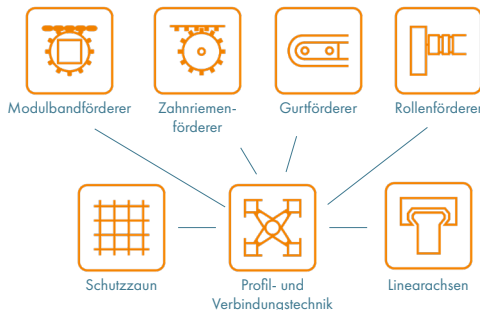 Modulbandförderer
Zahnriemen-
förderer
Gurtförderer
Rollenförderer
Schutzzaun
Profil- und
Verbindungstechnik
Linearachsen